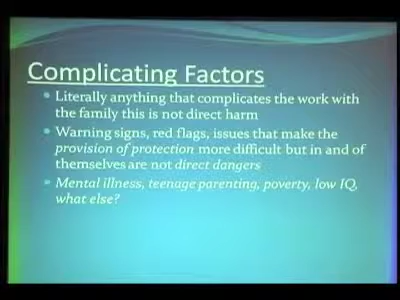 Complicating Factors
Literally anything that complicates the work with
the family this is not direct harm
Warning signs, red flags, issues that make the
provision of protection more difficult but in and of
themselves are not direct dangers
Mental illness, teenage parenting, poverty, low IQ,
what else?